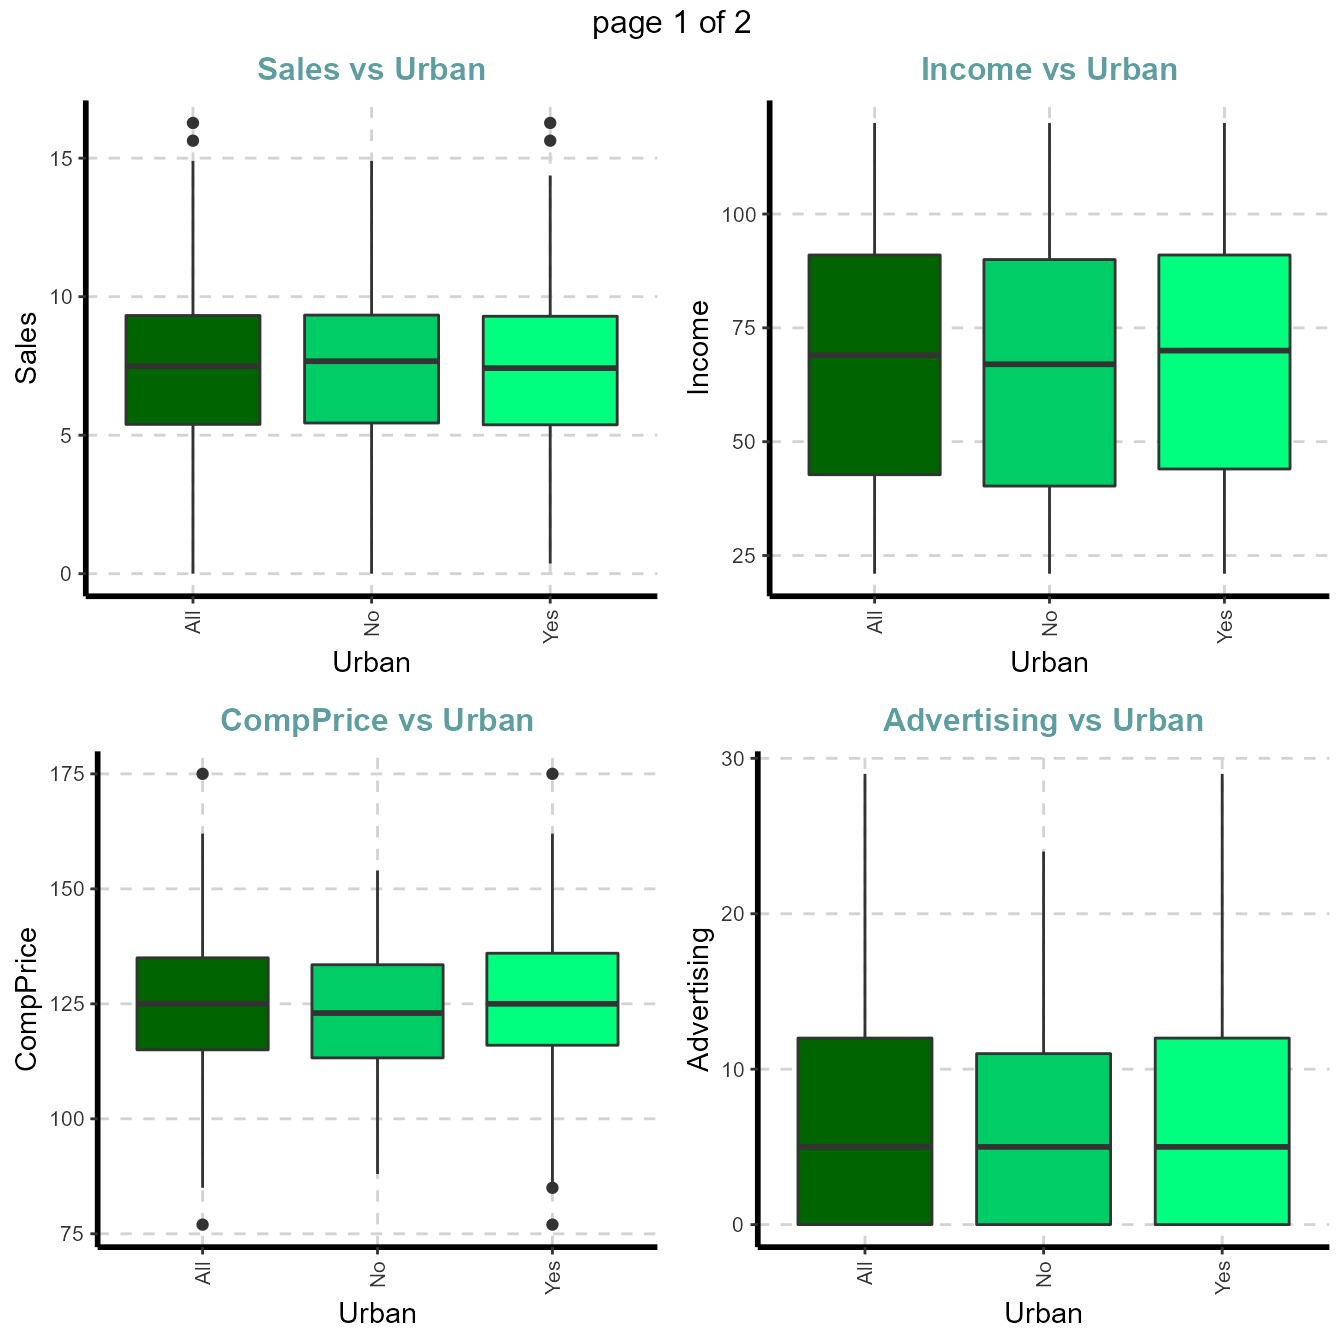 page 1 of 2
Sales vs Urban
15
10
5
0
Sales
All
No
Yes
Urban
Income vs Urban
100
75
50
25
Income
All
No
Yes
Urban
CompPrice vs Urban
175
150
125
100
75
CompPrice
All
No
Yes
Urban
Advertising vs Urban
30
20
10
0
Advertising
All
No
Yes
Urban